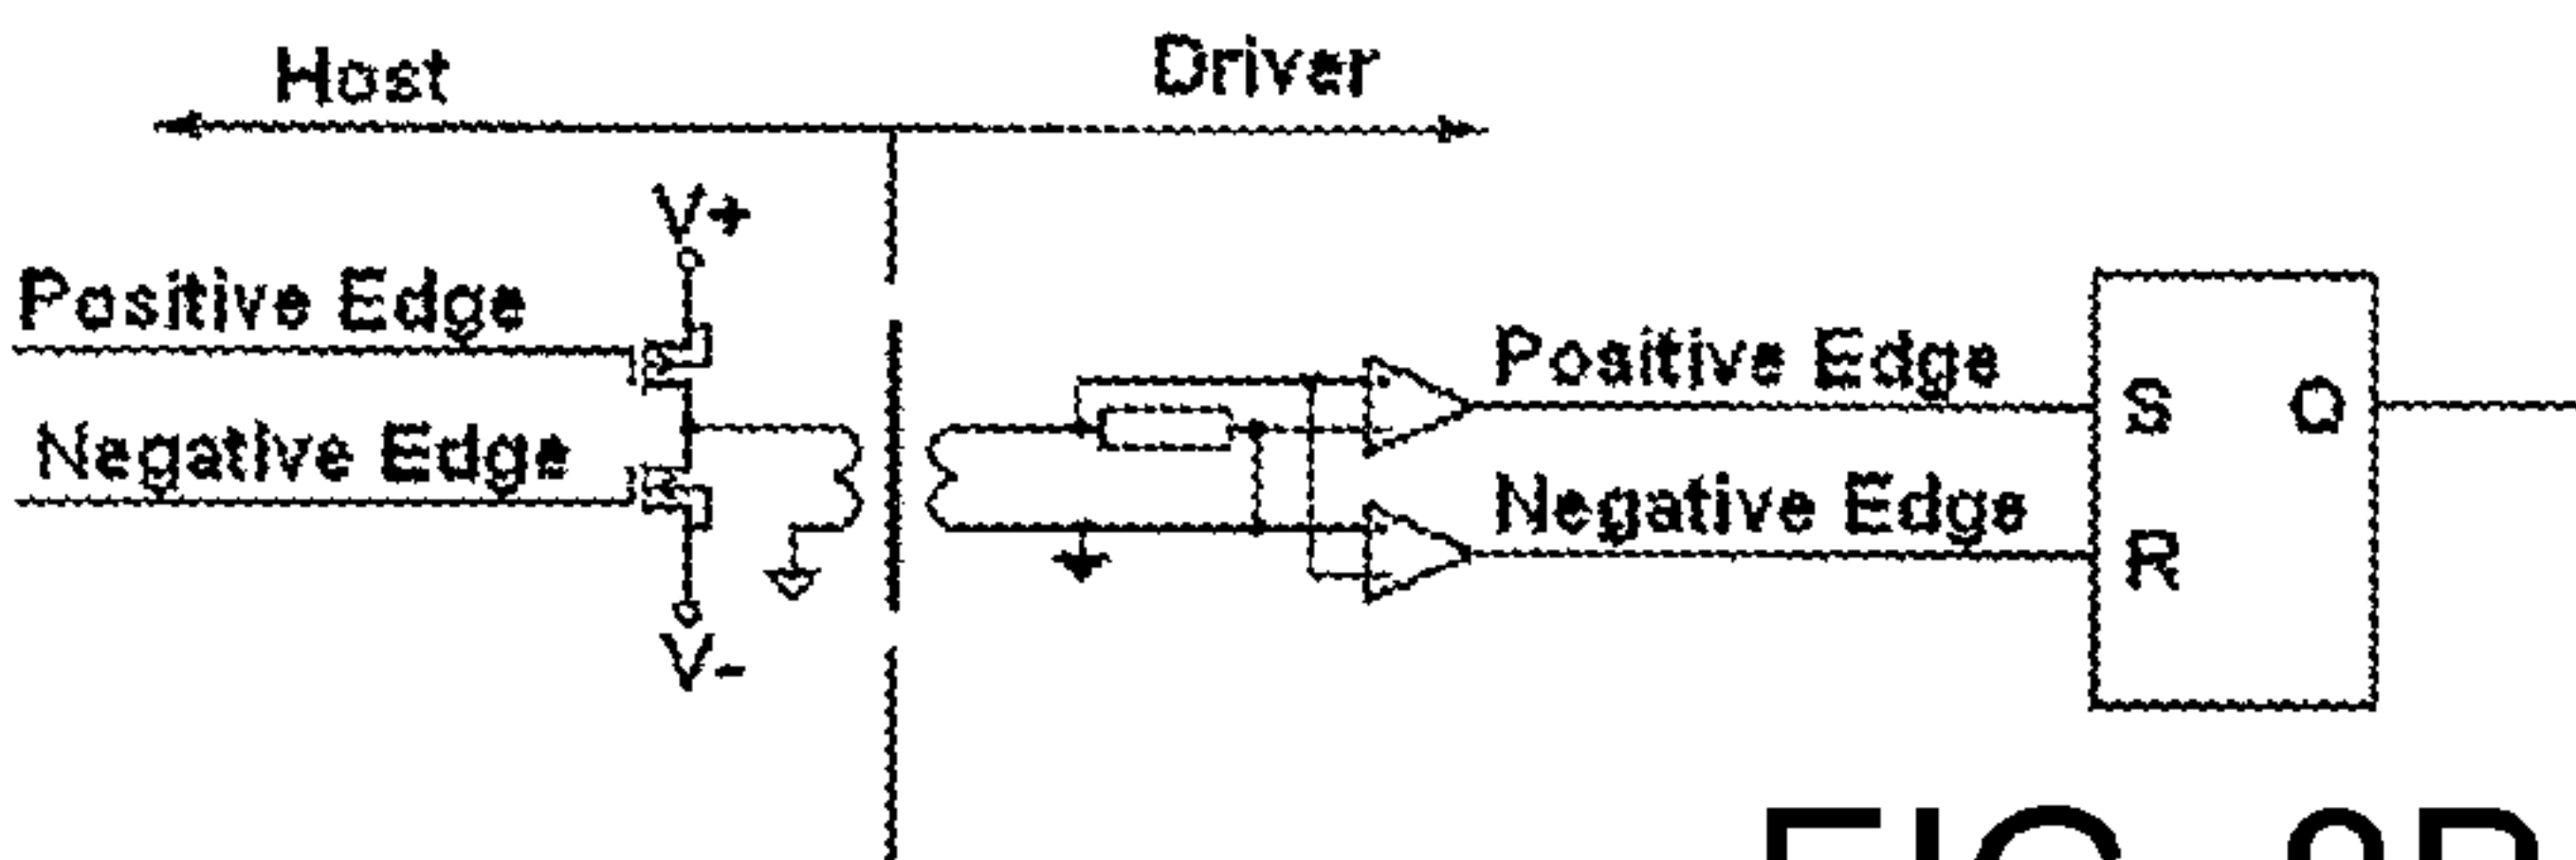 Host
Driver
V+
Positive Edge
Negative Edge
V-
Positive Edge
Negative Edge
S Q
R